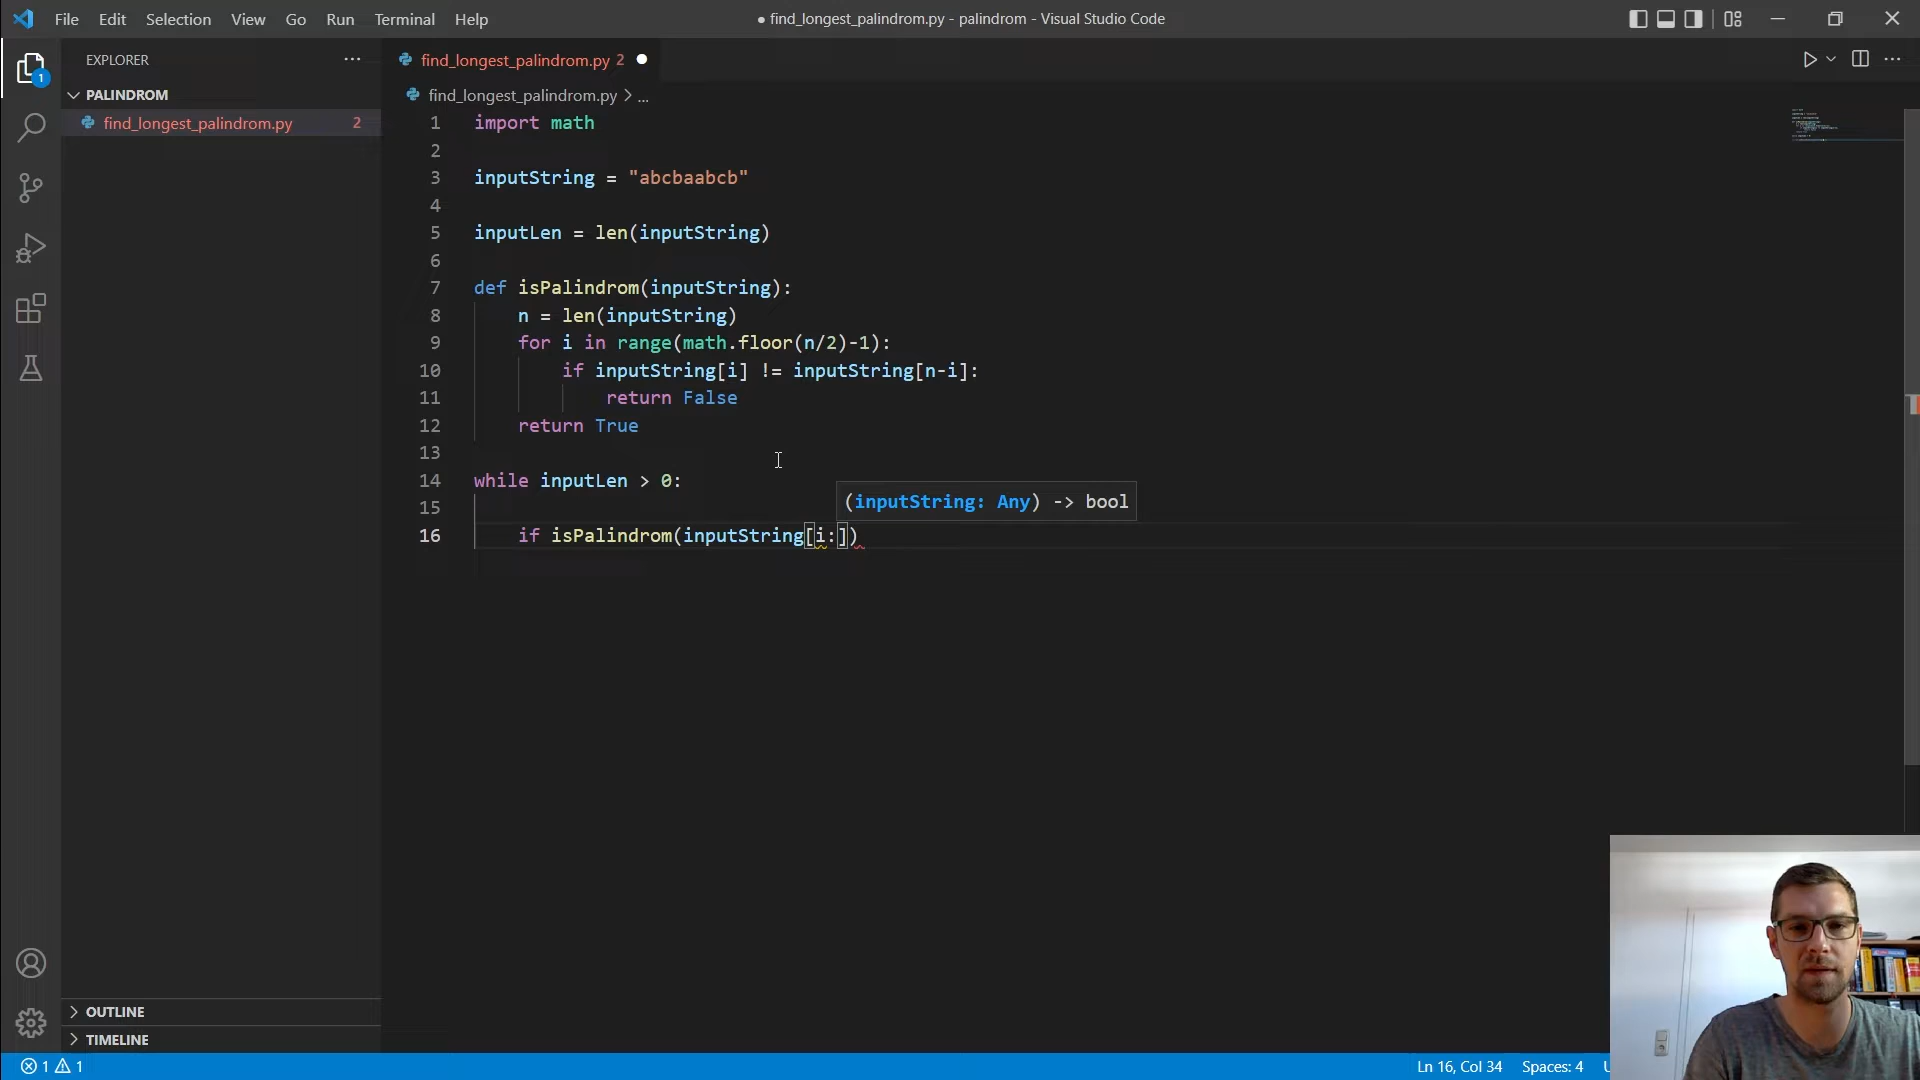 File Edit Selection View Go Run Terminal Help
● find_longest_palindrom.py - palindrom - Visual Studio Code
EXPLORER
PALINDROM
find_longest_palindrom.py 2
1
find_longest_palindrom.py 2
find_longest_palindrom.py > ...
1 import math
2
3 inputString = "abcbaabcb"
4
5 inputLen = len(inputString)
6
7 def isPalindrom(inputString):
8 n = len(inputString)
9 for i in range(math.floor(n/2)-1):
10 if inputString[i] != inputString[n-i]:
11 return False
12 return True
13
14 while inputLen > 0:
15
(inputString: Any) -> bool
16 if isPalindrom(inputString[i:])
OUTLINE
TIMELINE
1 1
Ln 16, Col 34 Spaces: 4